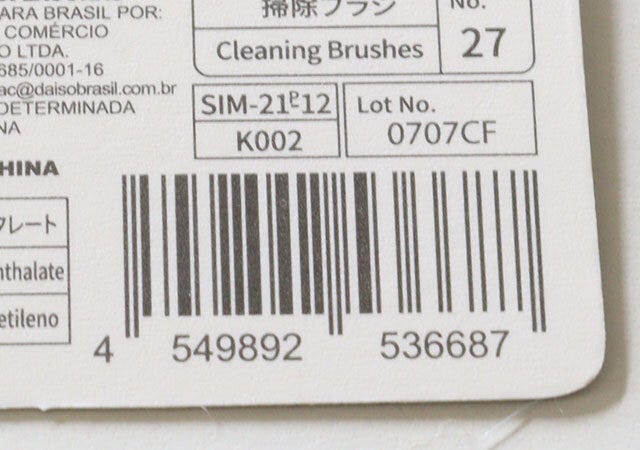 ARA BRASIL POR:
COMÉRCIO
O LTDA.
685/0001-16
ac@daisobrasil.com.br
DETERMINADA
NA
HINA
フレート
nthalate
etileno
掃除ブラシ
Cleaning Brushes
No.
27
SIM-21P12
K002
Lot No.
0707CF
4 549892 536687